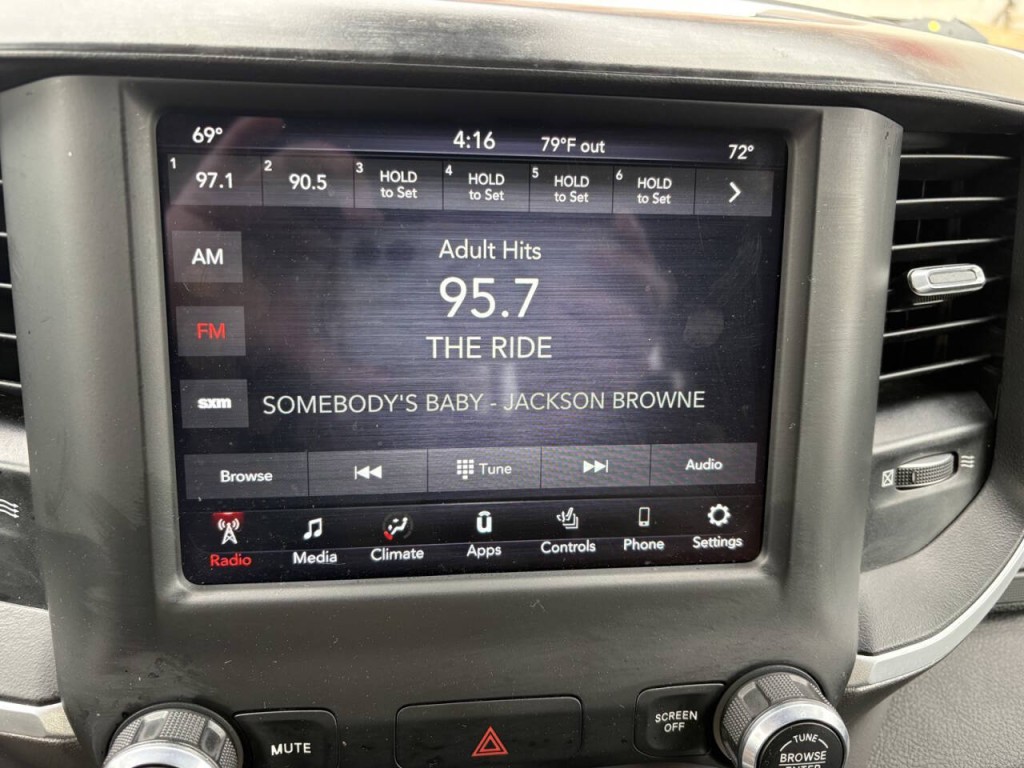 69° 4:16 79°F out 72°
1 97.1 2 90.5 3 HOLD to Set 4 HOLD to Set 5 HOLD to Set 6 HOLD to Set
AM
Adult Hits
95.7
FM
THE RIDE
sxm
SOMEBODY'S BABY - JACKSON BROWNE
Browse Tune Audio
Radio Media Climate Apps Controls Phone Settings
MUTE
SCREEN
OFF
TUNE
BROWSE
ENTER